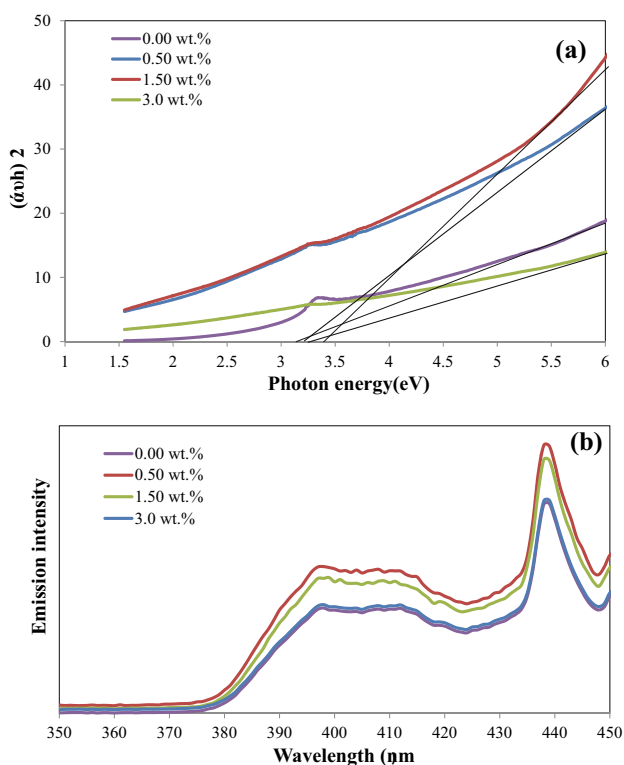 50
40
30
20
10
0
(άυh) 2
0.00 wt.%
0.50 wt.%
1.50 wt.%
3.0 wt.%
(a)
1 1.5 2 2.5 3 3.5 4 4.5 5 5.5 6
Photon energy(eV)
0.00 wt.%
0.50 wt.%
1.50 wt.%
3.0 wt.%
(b)
Emission intensity
350 360 370 380 390 400 410 420 430 440 450